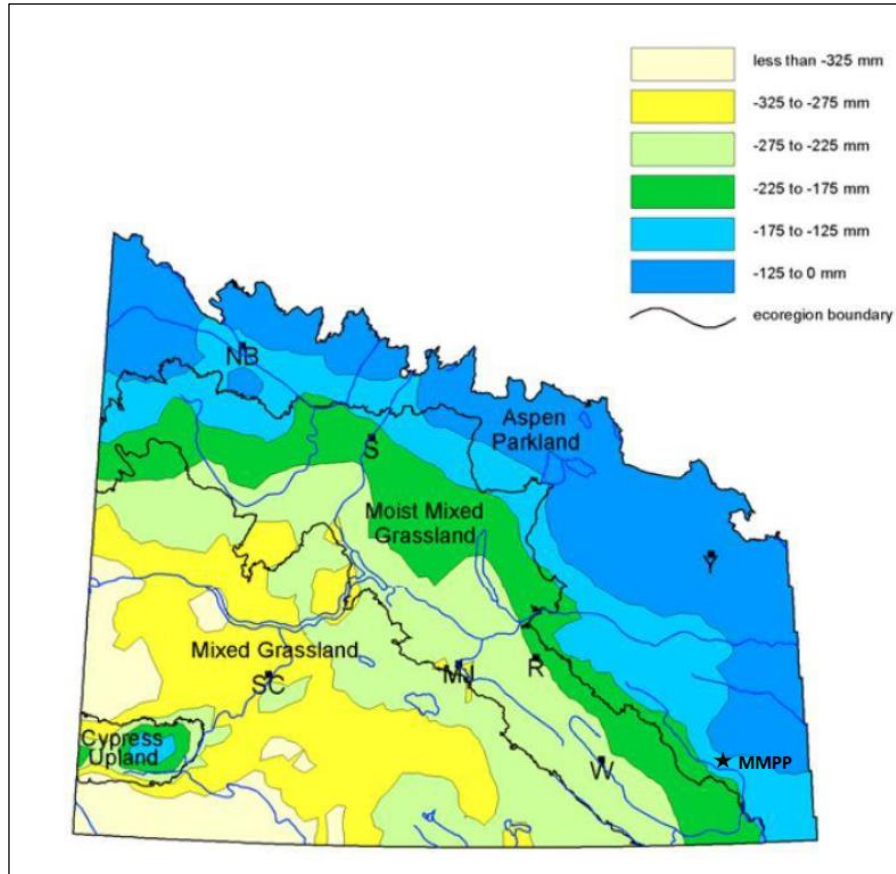 less than -325 mm
-325 to -275 mm
-275 to -225 mm
-225 to -175 mm
-175 to -125 mm
-125 to 0 mm
ecoregion boundary
NB
Aspen
Parkland
S
Moist Mixed
Grassland
Y
Mixed Grassland
SC
MJ
R
Cypress
Upland
W
MMPP